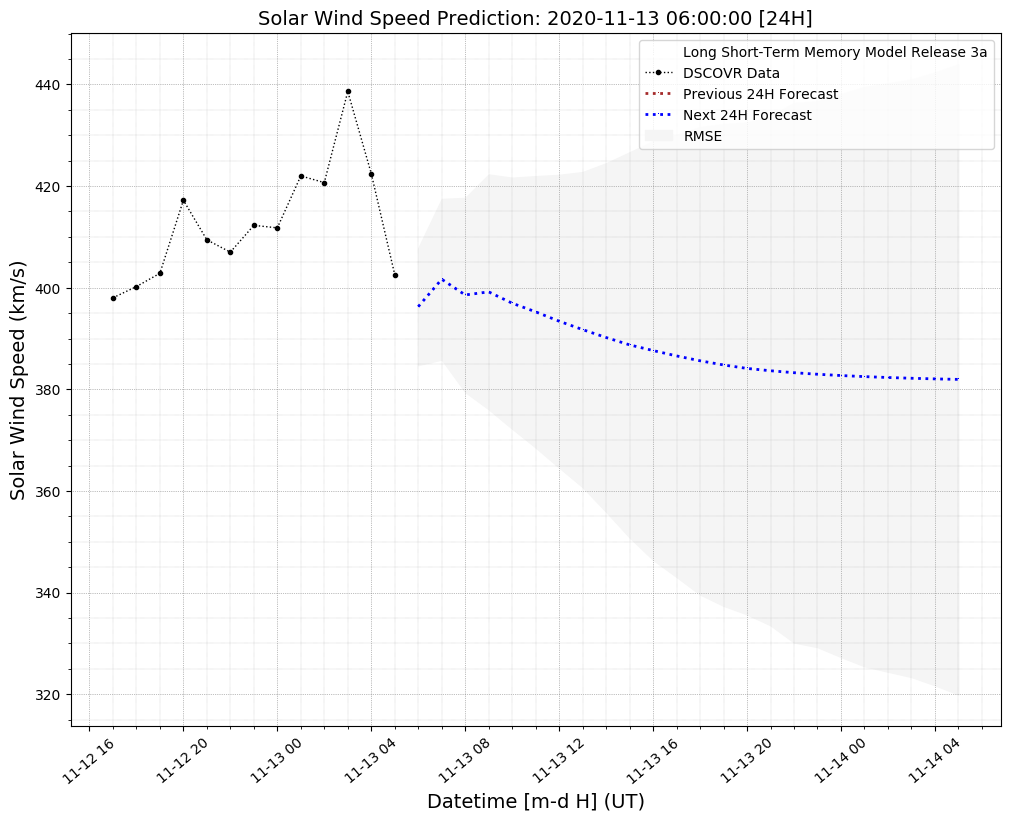 Solar Wind Speed Prediction: 2020-11-13 06:00:00 [24H]
Long Short-Term Memory Model Release 3a
DSCOVR Data
Previous 24H Forecast
Next 24H Forecast
RMSE
Solar Wind Speed (km/s)
440
420
400
380
360
340
320
11-12 16
11-12 20
11-13 00
11-13 04
11-13 08
11-13 12
11-13 16
11-13 20
11-14 00
11-14 04
Datetime [m-d H] (UT)